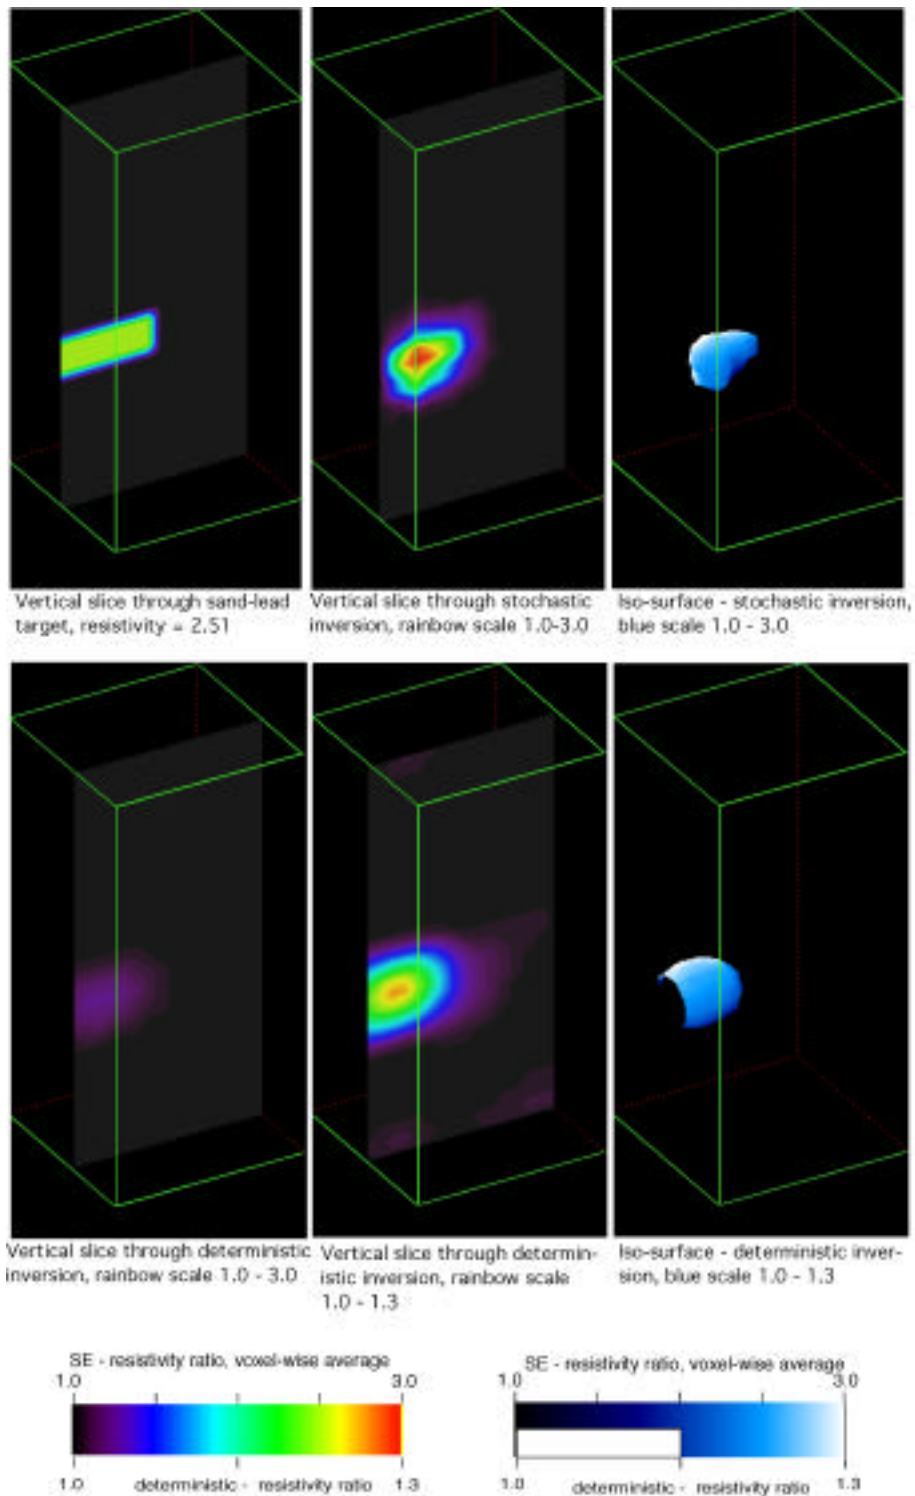 Vertical slice through sand-lead
target, resistivity = 2.51
Vertical slice through stochastic
inversion, rainbow scale 1.0-3.0
Iso-surface - stochastic inversion,
blue scale 1.0 - 3.0
Vertical slice through deterministic
inversion, rainbow scale 1.0 - 3.0
Vertical slice through determin-
istic inversion, rainbow scale
1.0 - 1.3
Iso-surface - deterministic inver-
sion, blue scale 1.0 - 1.3
SE - resistivity ratio, voxel-wise average
1.0 3.0
1.0 deterministic - resistivity ratio 1.3
SE - resistivity ratio, voxel-wise average
1.0 3.0
1.0 deterministic - resistivity ratio 1.3